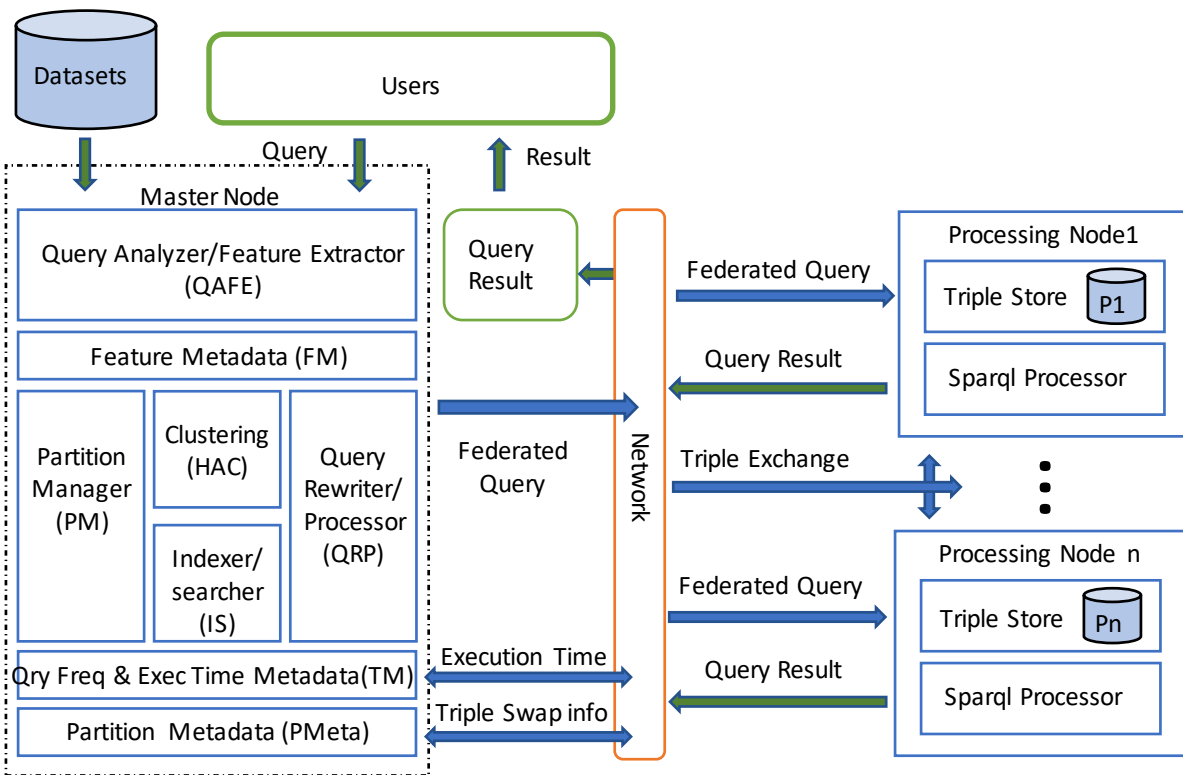 Datasets
Users
Query
Result
Master Node
Query Analyzer/Feature Extractor
(QAFE)
Feature Metadata (FM)
Partition
Manager
(PM)
Clustering
(HAC)
Indexer/
searcher
(IS)
Query
Rewriter/
Processor
(QRP)
Qry Freq & Exec Time Metadata(TM)
Partition Metadata (PMeta)
Query
Result
Federated
Query
Execution Time
Triple Swap info
Network
Federated Query
Query Result
Triple Exchange
Federated Query
Query Result
Processing Node1
Triple Store
P1
Sparql Processor
Processing Node n
Triple Store
Pn
Sparql Processor